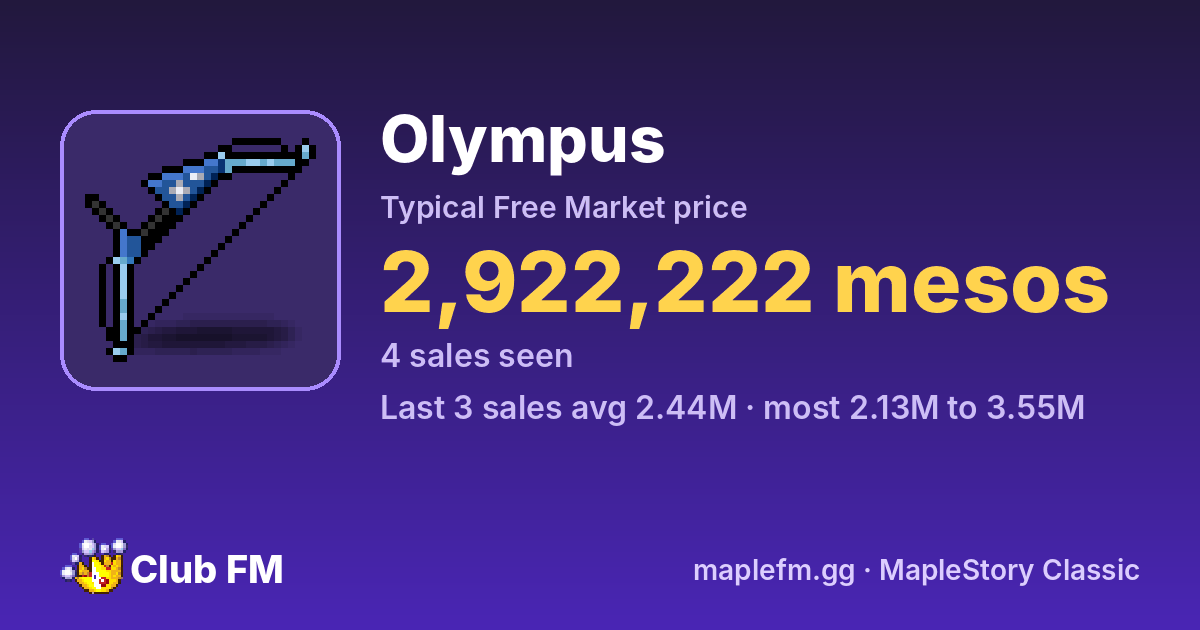 Olympus
Typical Free Market price
2,922,222 mesos
4 sales seen
Last 3 sales avg 2.44M · most 2.13M to 3.55M
Club FM
maplefm.gg · MapleStory Classic